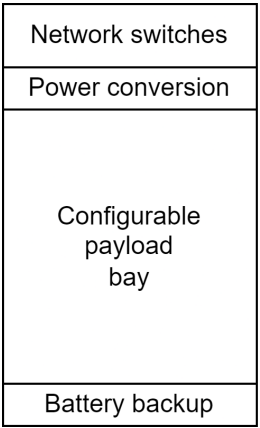 Network switches
Power conversion
Configurable
payload
bay
Battery backup